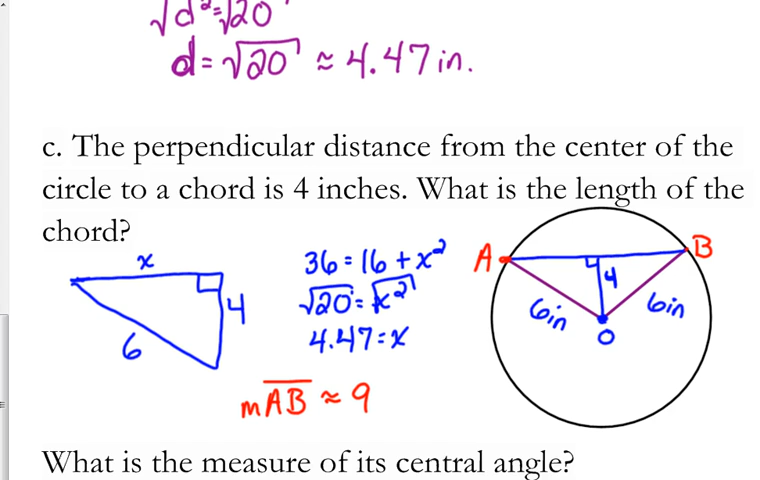 √d²=√20
d=√20 ≈ 4.47 in.
c. The perpendicular distance from the center of the
circle to a chord is 4 inches. What is the length of the
chord?
x
4
6
36=16+x²
√20=√x²
4.47=x
mAB ≈ 9
A
B
4
6in
6in
O
What is the measure of its central angle?